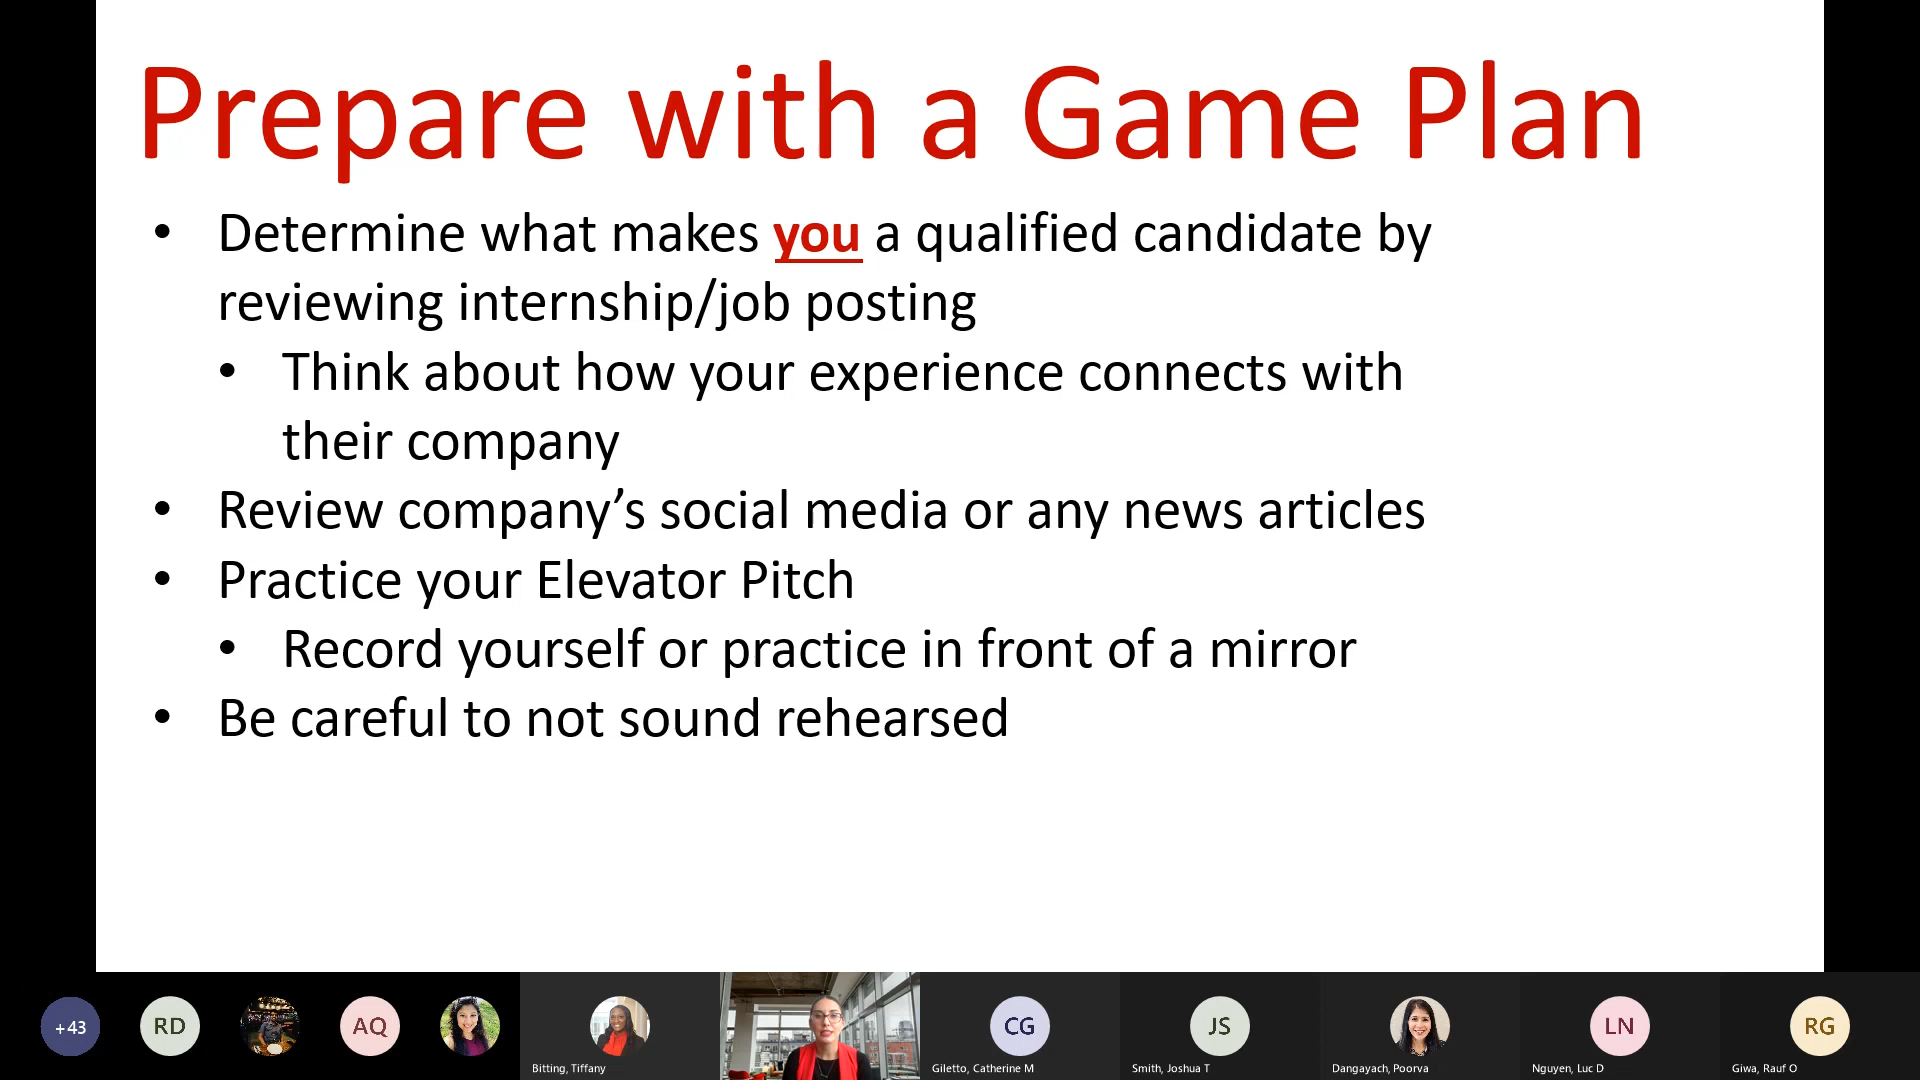 Prepare with a Game Plan
• Determine what makes you a qualified candidate by
reviewing internship/job posting
• Think about how your experience connects with
their company
• Review company’s social media or any news articles
• Practice your Elevator Pitch
• Record yourself or practice in front of a mirror
• Be careful to not sound rehearsed
+43
RD
AQ
CG
JS
LN
RG
Bitting, Tiffany
Giletto, Catherine M
Smith, Joshua T
Dangayach, Poorva
Nguyen, Luc D
Giwa, Rauf O